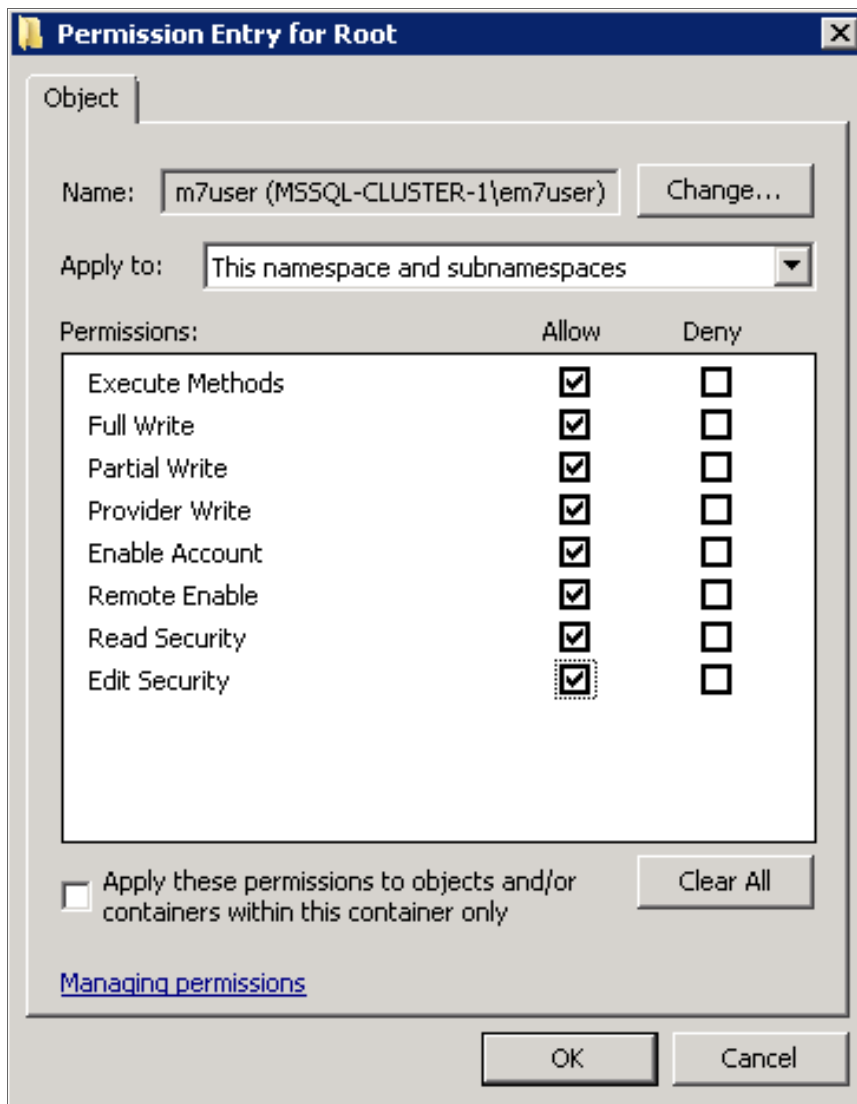 Permission Entry for Root
Object
Name: m7user (MSSQL-CLUSTER-1\em7user) Change...
Apply to: This namespace and subnamespaces
Permissions: Allow Deny
Execute Methods
Full Write
Partial Write
Provider Write
Enable Account
Remote Enable
Read Security
Edit Security
Apply these permissions to objects and/or
containers within this container only
Clear All
Managing permissions
OK Cancel